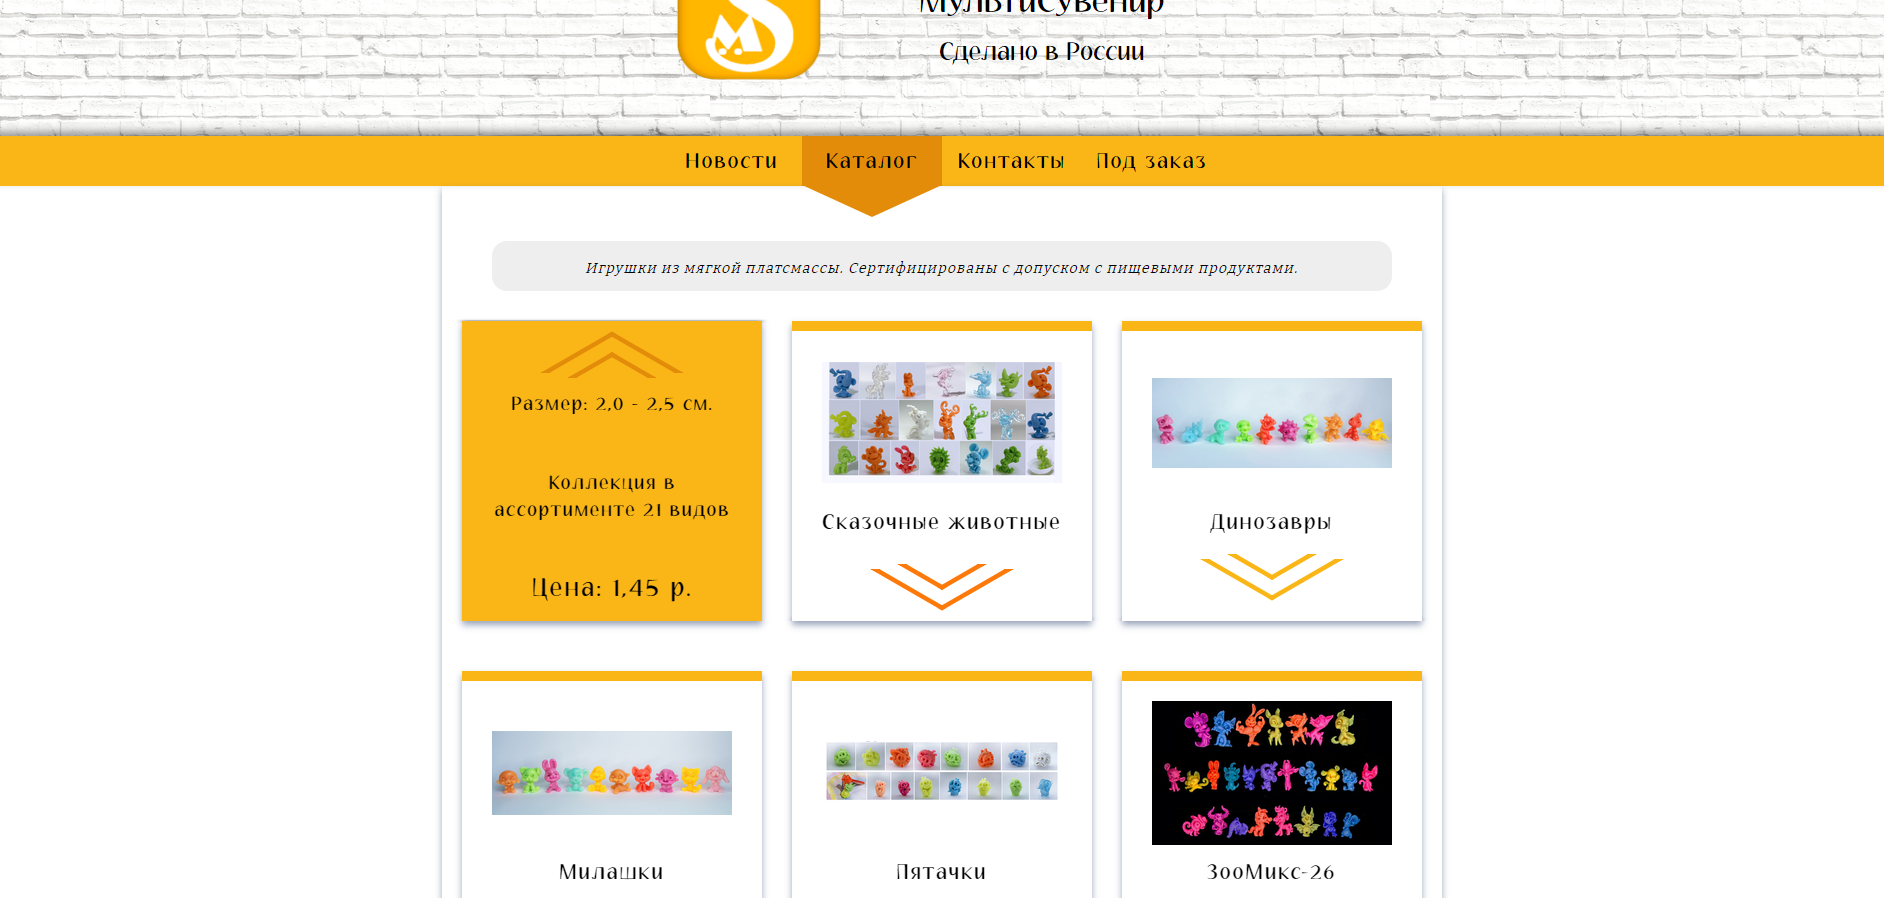 МультиСувенир
Сделано в России
Новости
Каталог
Контакты
Под заказ
Игрушки из мягкой платсмассы. Сертифицированы с допуском с пищевыми продуктами.
Размер: 2,0 - 2,5 см.
Коллекция в
ассортименте 21 видов
Цена: 1,45 р.
Сказочные животные
Динозавры
Милашки
Пятачки
ЗооМикс-26